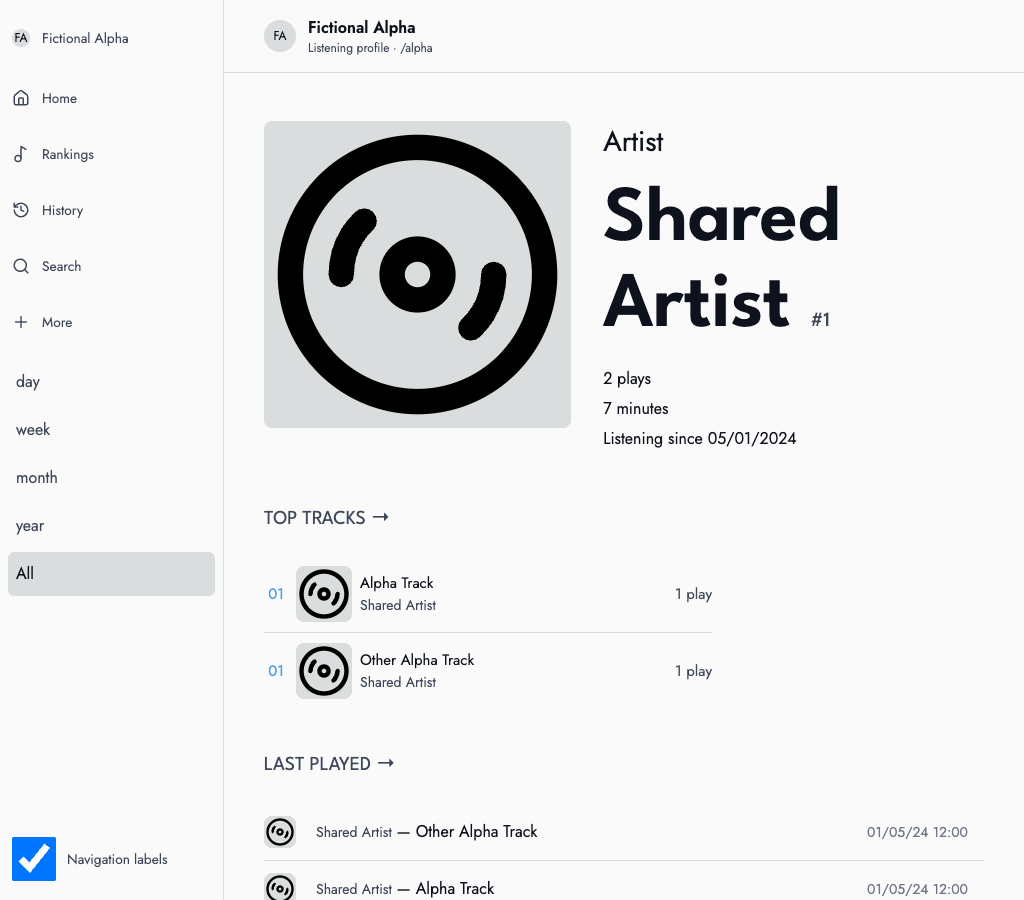 FA Fictional Alpha
Home
Rankings
History
Search
More
day
week
month
year
All
Navigation labels
FA
Fictional Alpha
Listening profile · /alpha
Artist
Shared
Artist #1
2 plays
7 minutes
Listening since 05/01/2024
TOP TRACKS →
01 Alpha Track
Shared Artist
1 play
01 Other Alpha Track
Shared Artist
1 play
LAST PLAYED →
Shared Artist — Other Alpha Track 01/05/24 12:00
Shared Artist — Alpha Track 01/05/24 12:00